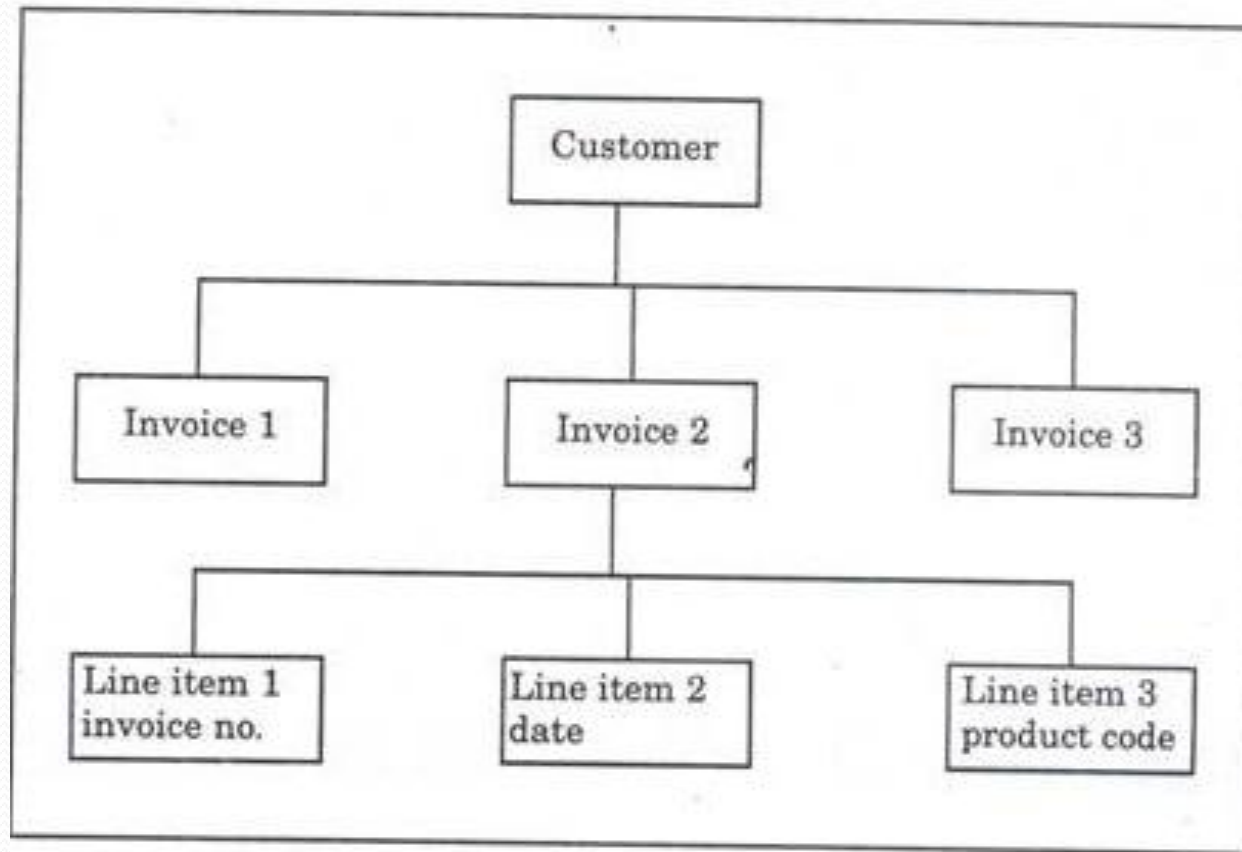 Customer
Invoice 1
Invoice 2
Invoice 3
Line item 1
invoice no.
Line item 2
date
Line item 3
product code